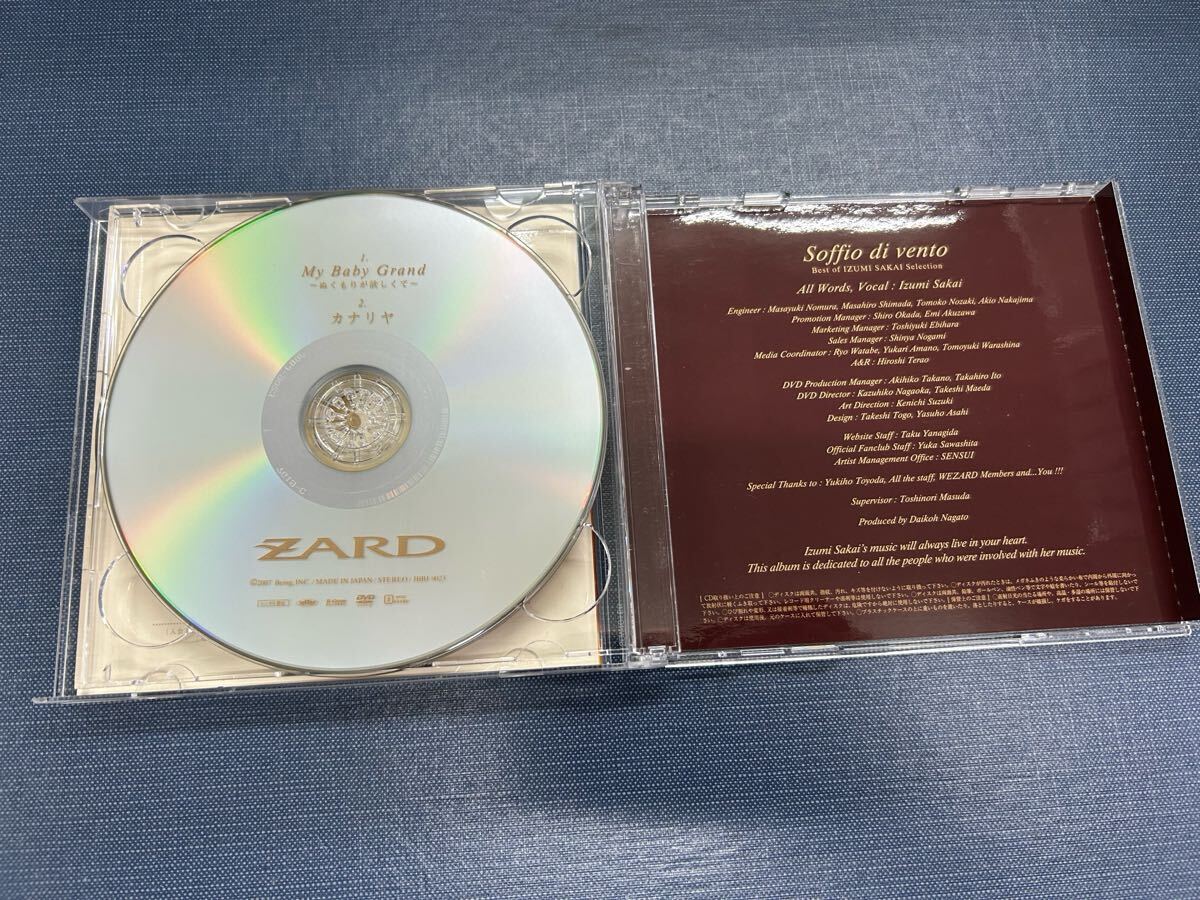 1.
My Baby Grand
〜ぬくもりが欲しくて〜
2.
カナリヤ
ZARD
©2007 Being, INC. / MADE IN JAPAN / STEREO / JBBJ-9023
Soffio di vento
Best of IZUMI SAKAI Selection
All Words, Vocal : Izumi Sakai
Engineer : Masayuki Nomura, Masahiro Shimada, Tomoko Nozaki, Akio Nakajima
Promotion Manager : Shiro Okada, Emi Akuzawa
Marketing Manager : Toshiyuki Ebihara
Sales Manager : Shinya Nogami
Media Coordinator : Ryo Watabe, Yukari Amano, Tomoyuki Warashina
A&R : Hiroshi Terao
DVD Production Manager : Akihiko Takano, Takahiro Ito
DVD Director : Kazuhiko Nagaoka, Takeshi Maeda
Art Direction : Kenichi Suzuki
Design : Takeshi Togo, Yasuho Asahi
Website Staff : Taku Yanagida
Official Fanclub Staff : Yuka Sawashita
Artist Management Office : SENSUI
Special Thanks to : Yukiho Toyoda, All the staff, WEZARD Members and...You !!!
Supervisor : Toshinori Masuda
Produced by Daikoh Nagato
Izumi Sakai's music will always live in your heart.
This album is dedicated to all the people who were involved with her music.